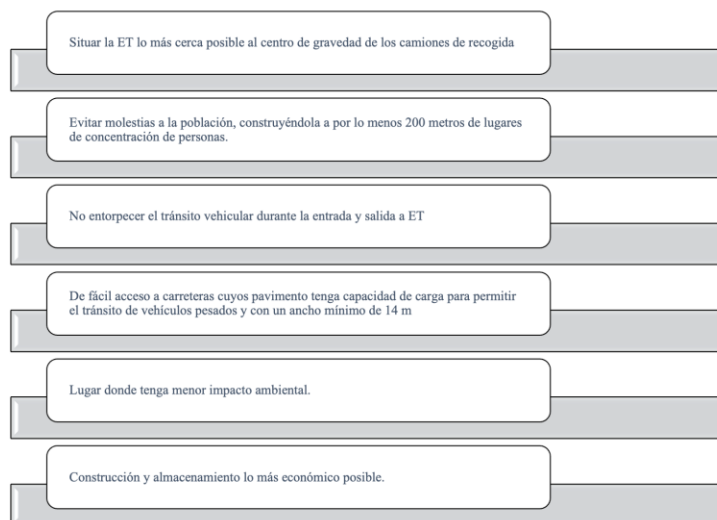 Situar la ET lo más cerca posible al centro de gravedad de los camiones de recogida
Evitar molestias a la población, construyéndola a por lo menos 200 metros de lugares
de concentración de personas.
No entorpecer el tránsito vehicular durante la entrada y salida a ET
De fácil acceso a carreteras cuyos pavimento tenga capacidad de carga para permitir
el tránsito de vehículos pesados y con un ancho mínimo de 14 m
Lugar donde tenga menor impacto ambiental.
Construcción y almacenamiento lo más económico posible.